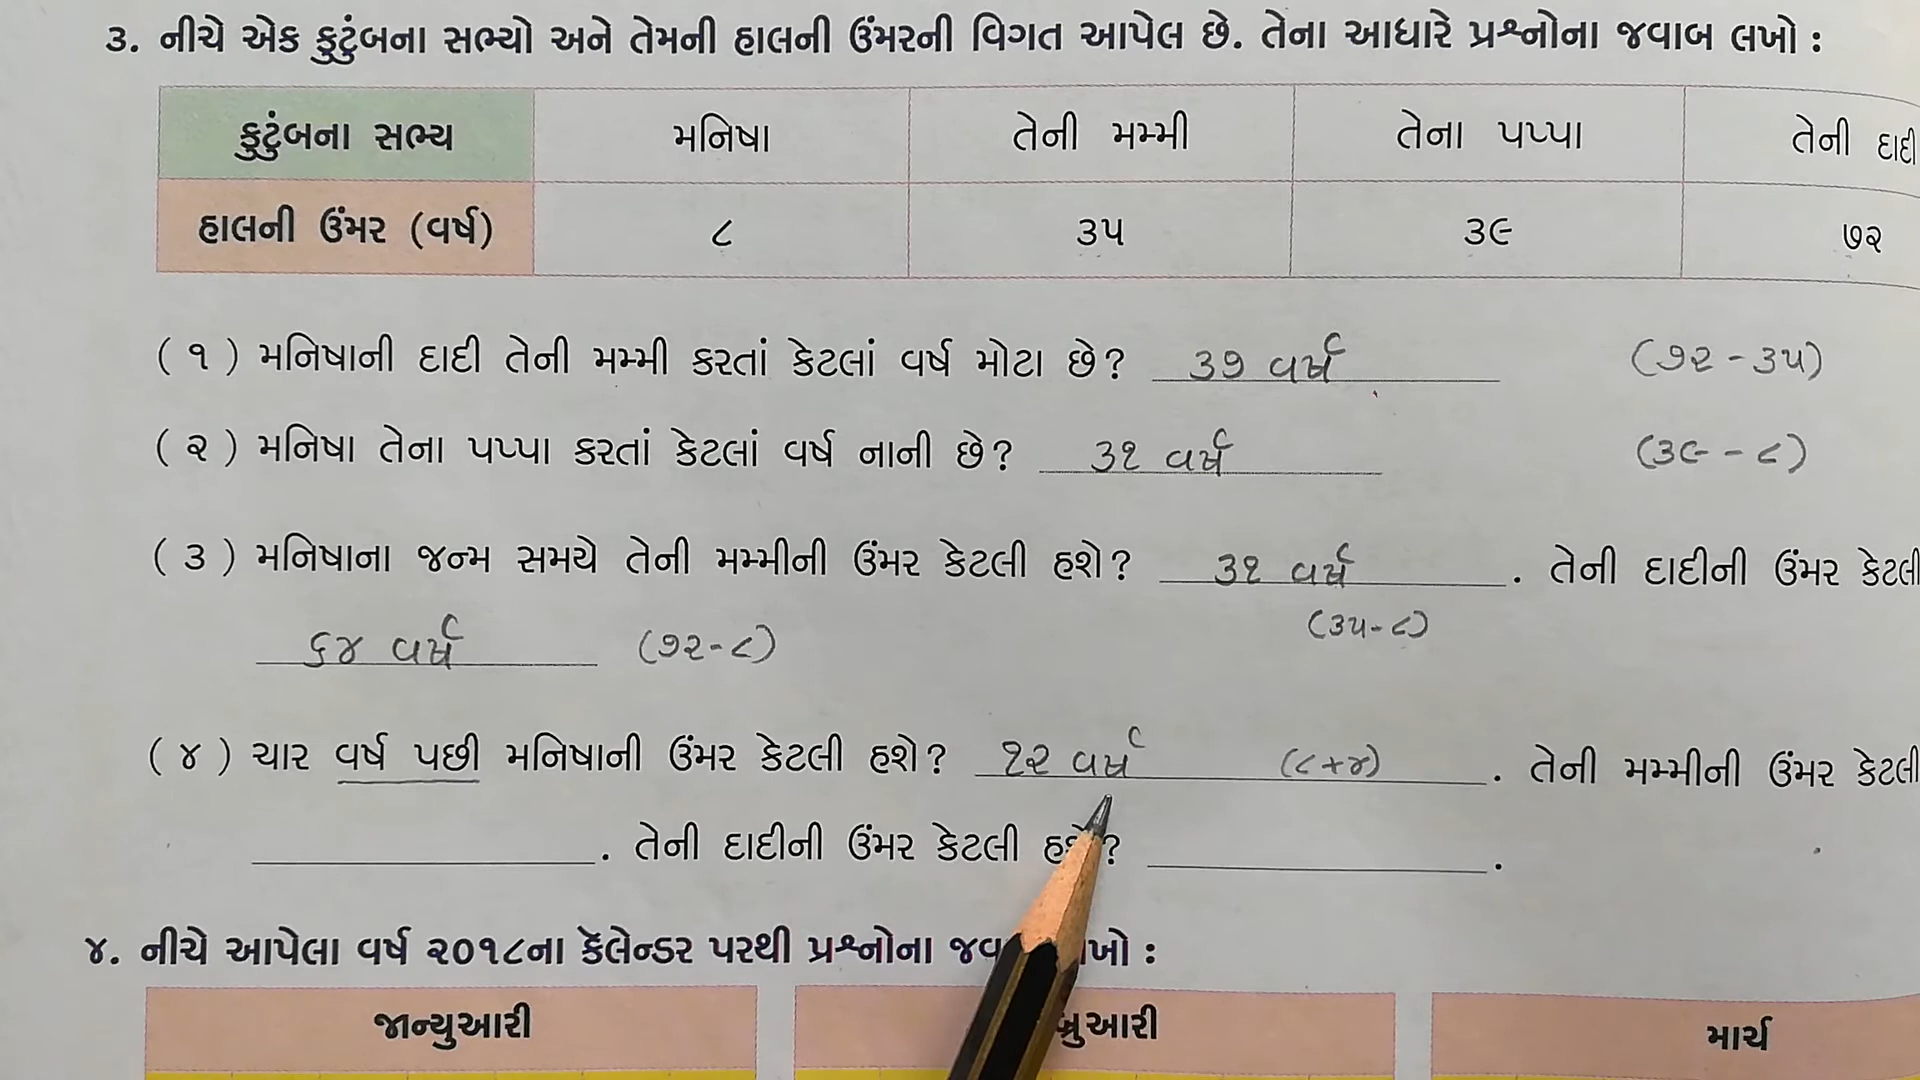 ૩. નીચે એક કુટુંબના સભ્યો અને તેમની હાલની ઉંમરની વિગત આપેલ છે. તેના આધારે પ્રશ્નોના જવાબ લખો :
કુટુંબના સભ્ય મનિષા તેની મમ્મી તેના પપ્પા તેની દાદી
હાલની ઉંમર (વર્ષ) ૮ ૩૫ ૩૯ ૭૨
(૧) મનિષાની દાદી તેની મમ્મી કરતાં કેટલાં વર્ષ મોટા છે? ૩૭ વર્ષ (૭૨ - ૩૫)
(૨) મનિષા તેના પપ્પા કરતાં કેટલાં વર્ષ નાની છે? ૩૧ વર્ષ (૩૯ - ૮)
(૩) મનિષાના જન્મ સમયે તેની મમ્મીની ઉંમર કેટલી હશે? ૩૧ વર્ષ . તેની દાદીની ઉંમર કેટલી
(૩૫-૮)
૬૪ વર્ષ (૭૨-૮)
(૪) ચાર વર્ષ પછી મનિષાની ઉંમર કેટલી હશે? ૧૨ વર્ષ (૮+૪) . તેની મમ્મીની ઉંમર કેટલી
. તેની દાદીની ઉંમર કેટલી ? .
૪. નીચે આપેલા વર્ષ ૨૦૧૮ના કૅલેન્ડર પરથી પ્રશ્નોના :
જાન્યુઆરી માર્ચ